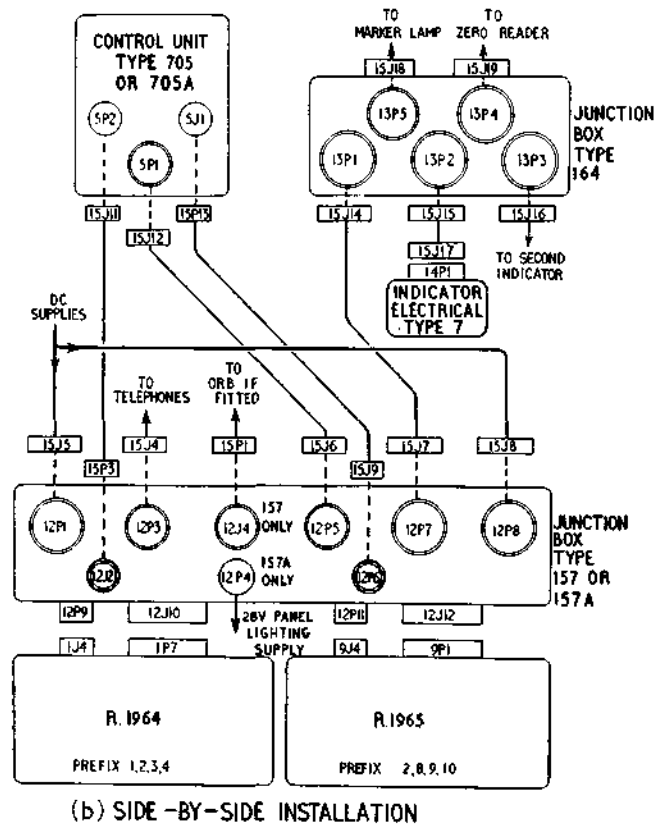 TO
MARKER LAMP
TO
ZERO READER
CONTROL UNIT
TYPE 705
OR 705A
15J18
15J19
5P2
5J1
5P1
13P5
13P4
13P1
13P2
13P3
JUNCTION
BOX
TYPE
164
15J11
15J12
15P13
15J14
15J15
15J16
15J17
14P1
TO SECOND
INDICATOR
INDICATOR
ELECTRICAL
TYPE 7
DC
SUPPLIES
TO
TELEPHONES
TO
ORB IF
FITTED
15J5
15P3
15J4
15P1
15J6
15J9
15J7
15J8
12P1
12P3
12J4
157
ONLY
12P5
12P7
12P8
12J2
12P4
157A
ONLY
12P6
JUNCTION
BOX
TYPE
157 OR
157A
12P9
12J10
28V PANEL
LIGHTING
SUPPLY
12P11
12J12
1J4
1P7
9J4
9P1
R.1964
PREFIX 1,2,3,4
R.1965
PREFIX 2,8,9,10
(b) SIDE-BY-SIDE INSTALLATION